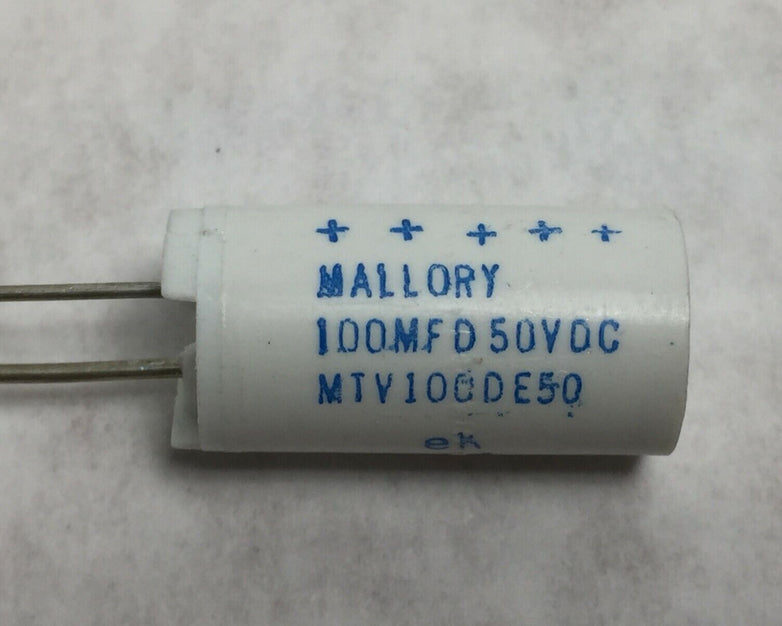 + + + + +
MALLORY
100MFD 50VDC
MTV100DE50
eK